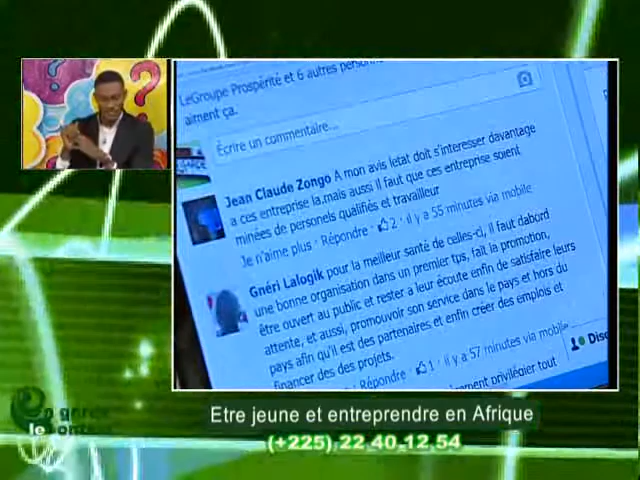 LeGroupe Prospérité et 6 autres
aiment ça.
Écrire un commentaire...
Jean Claude Zongo A mon avis letat doit s'interesser davantage
a ces entreprise la.mais aussi il faut que ces entreprise soient
minées de personels qualifiés et travailleur
Je n'aime plus · Répondre · 2 · il y a 55 minutes via mobile
Gnéri Lalogik pour la meilleur santé de celles-ci, il faut dabord
une bonne organisation dans un premier tps, fait la promotion,
être ouvert au public et rester a leur écoute enfin de satisfaire leurs
attente, et aussi, promouvoir son service dans le pays et hors du
pays afin qu'il est des partenaires et enfin créer des emplois et
financer des des projets.
Répondre · 1 · il y a 57 minutes via mobile
privilégier tout
Etre jeune et entreprendre en Afrique
(+225) 22.40.12.54